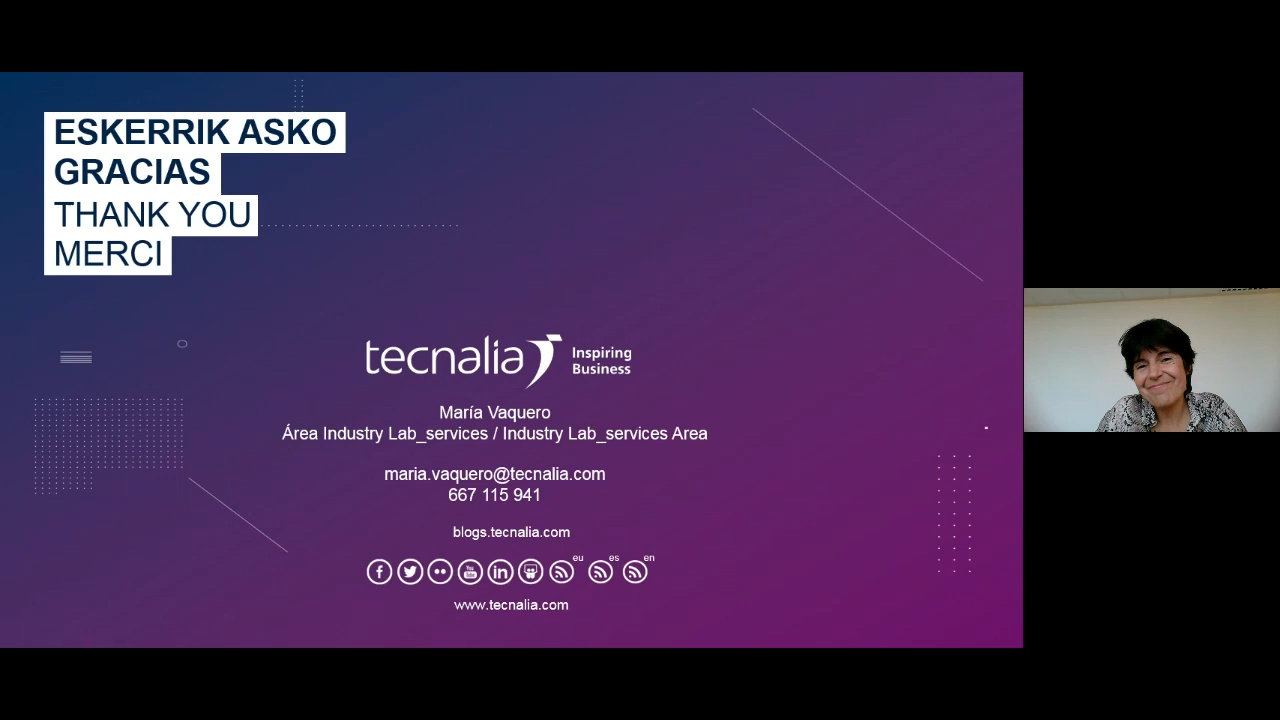 ESKERRIK ASKO
GRACIAS
THANK YOU
MERCI
tecnalia Inspiring
Business
María Vaquero
Área Industry Lab_services / Industry Lab_services Area
maria.vaquero@tecnalia.com
667 115 941
blogs.tecnalia.com
eu es en
www.tecnalia.com